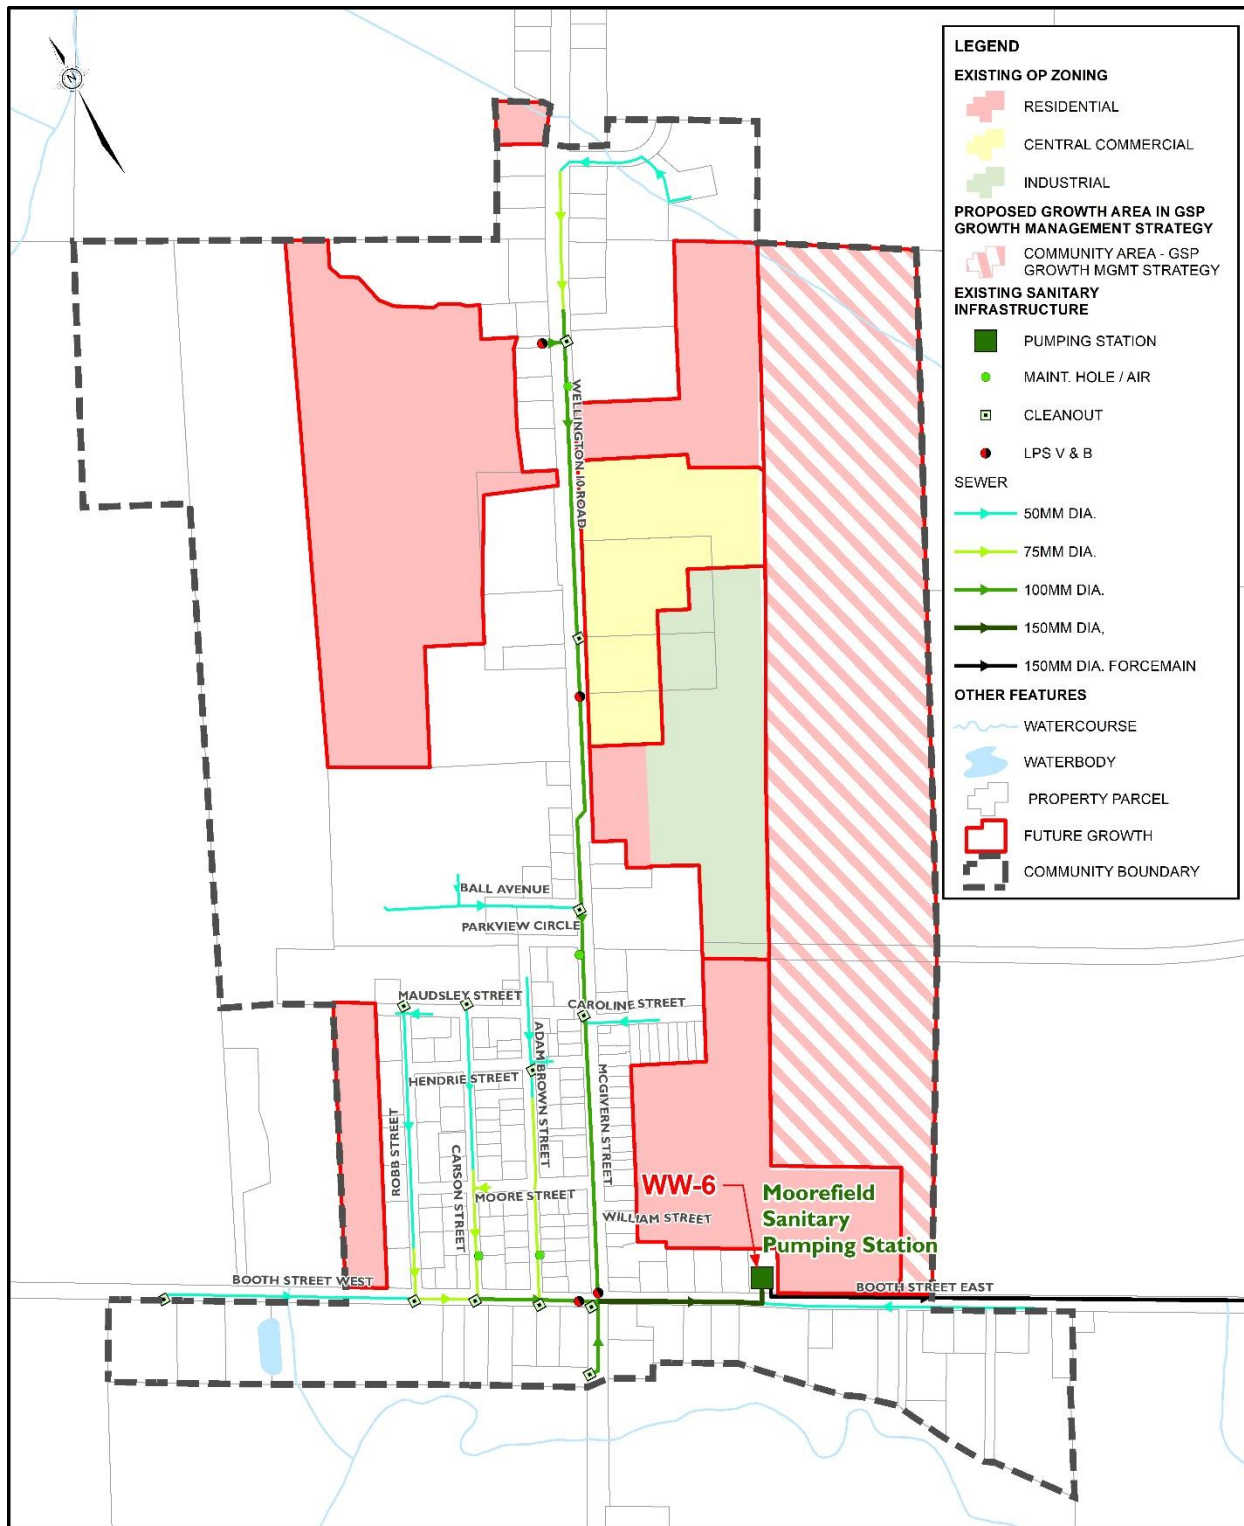 N
LEGEND
EXISTING OP ZONING
RESIDENTIAL
CENTRAL COMMERCIAL
INDUSTRIAL
PROPOSED GROWTH AREA IN GSP
GROWTH MANAGEMENT STRATEGY
COMMUNITY AREA - GSP
GROWTH MGMT STRATEGY
EXISTING SANITARY
INFRASTRUCTURE
PUMPING STATION
MAINT. HOLE / AIR
CLEANOUT
LPS V & B
SEWER
50MM DIA.
75MM DIA.
100MM DIA.
150MM DIA,
150MM DIA. FORCEMAIN
OTHER FEATURES
WATERCOURSE
WATERBODY
PROPERTY PARCEL
FUTURE GROWTH
COMMUNITY BOUNDARY
WELLINGTON 10 ROAD
BALL AVENUE
PARKVIEW CIRCLE
MAUDSLEY STREET
CAROLINE STREET
ADAM BROWN STREET
HENDRIE STREET
MCGIVERN STREET
ROBB STREET
CARSON STREET
MOORE STREET
WILLIAM STREET
WW-6
Moorefield
Sanitary
Pumping Station
BOOTH STREET WEST
BOOTH STREET EAST